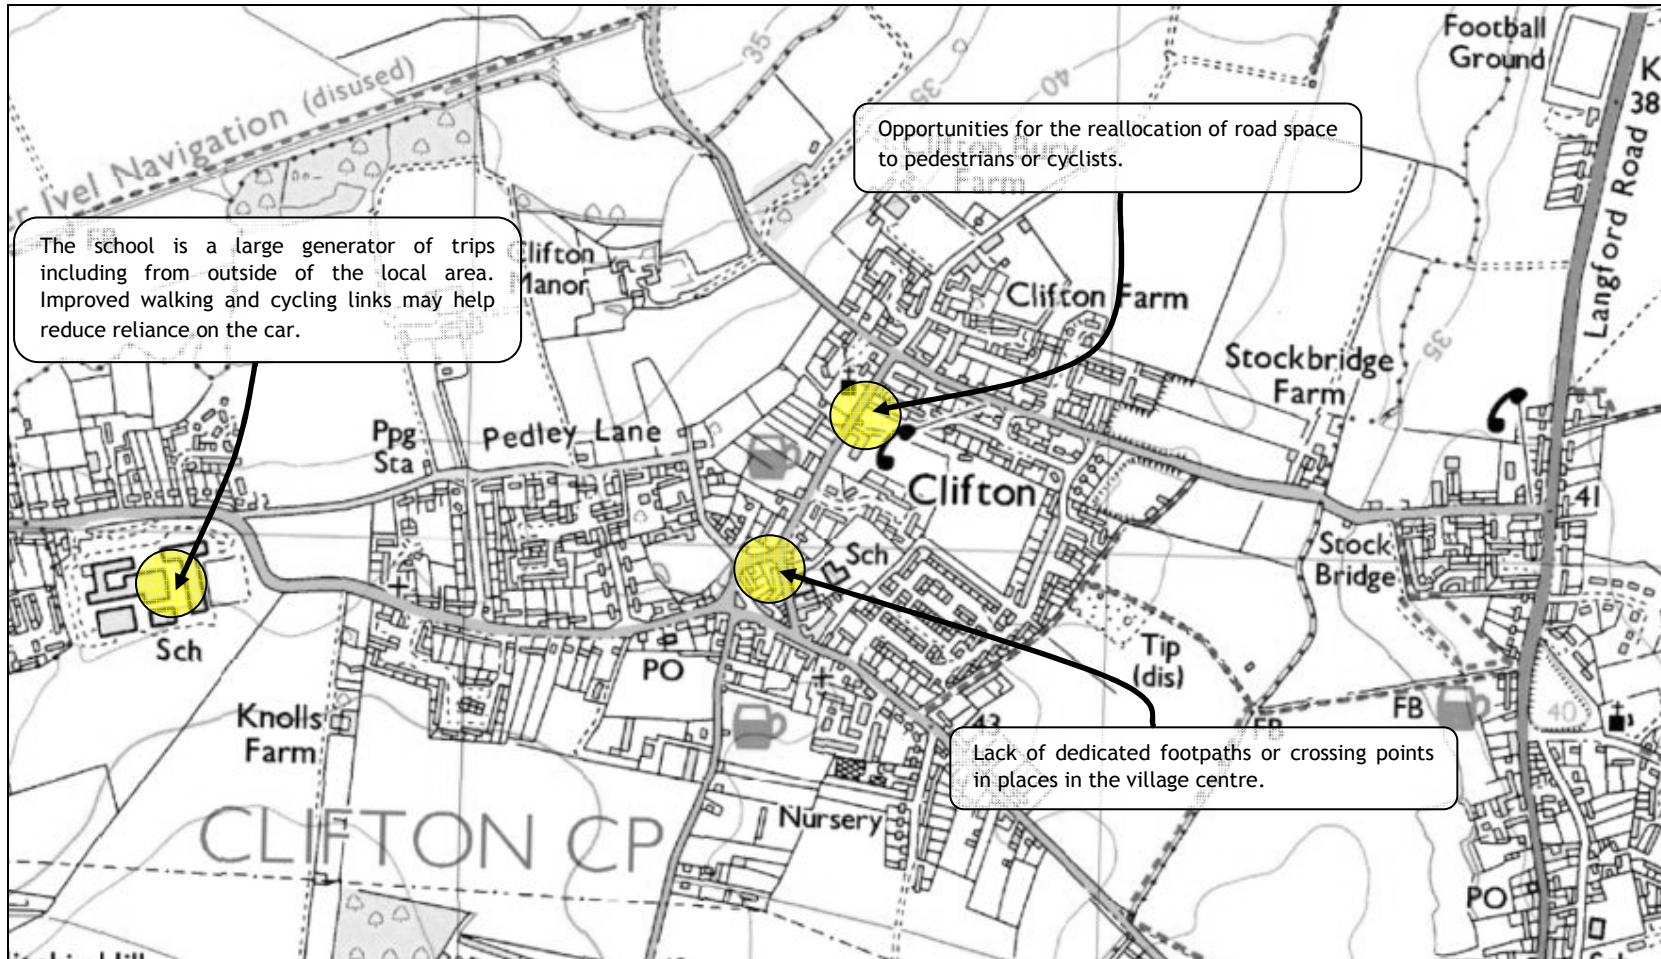 Football
Ground
K
38
35
35
40
er Ivel Navigation (disused)
Opportunities for the reallocation of road space
to pedestrians or cyclists.
Farm
Langford Road
The school is a large generator of trips
including from outside of the local area.
Improved walking and cycling links may help
reduce reliance on the car.
Clifton
Manor
Clifton Farm
35
Stockbridge
Farm
Ppg
Sta
Pedley Lane
Clifton
41
Stock
Bridge
Sch
Sch
PO
Tip
(dis)
Knolls
Farm
43
FB
FB
40
Lack of dedicated footpaths or crossing points
in places in the village centre.
Nursery
CLIFTON CP
PO